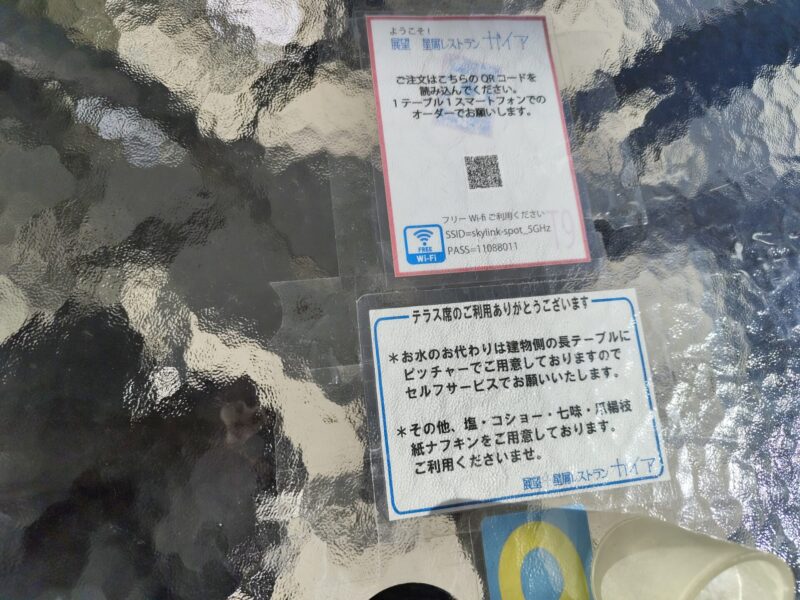 ようこそ！
展望 星屑レストラン ガイア
ご注文はこちらの QR コードを
読み込んでください。
1 テーブル 1 スマートフォンでの
オーダーでお願いします。
フリー Wi-fi ご利用ください
SSID=skylink-spot_5GHz
PASS=11088011
FREE
Wi-Fi
T9
テラス席のご利用ありがとうございます
＊お水のお代わりは建物側の長テーブルに
ピッチャーでご用意しておりますので
セルフサービスでお願いいたします。
＊その他、塩・コショー・七味・爪楊枝
紙ナフキンをご用意しております。
ご利用くださいませ。
展望 星屑レストラン ガイア